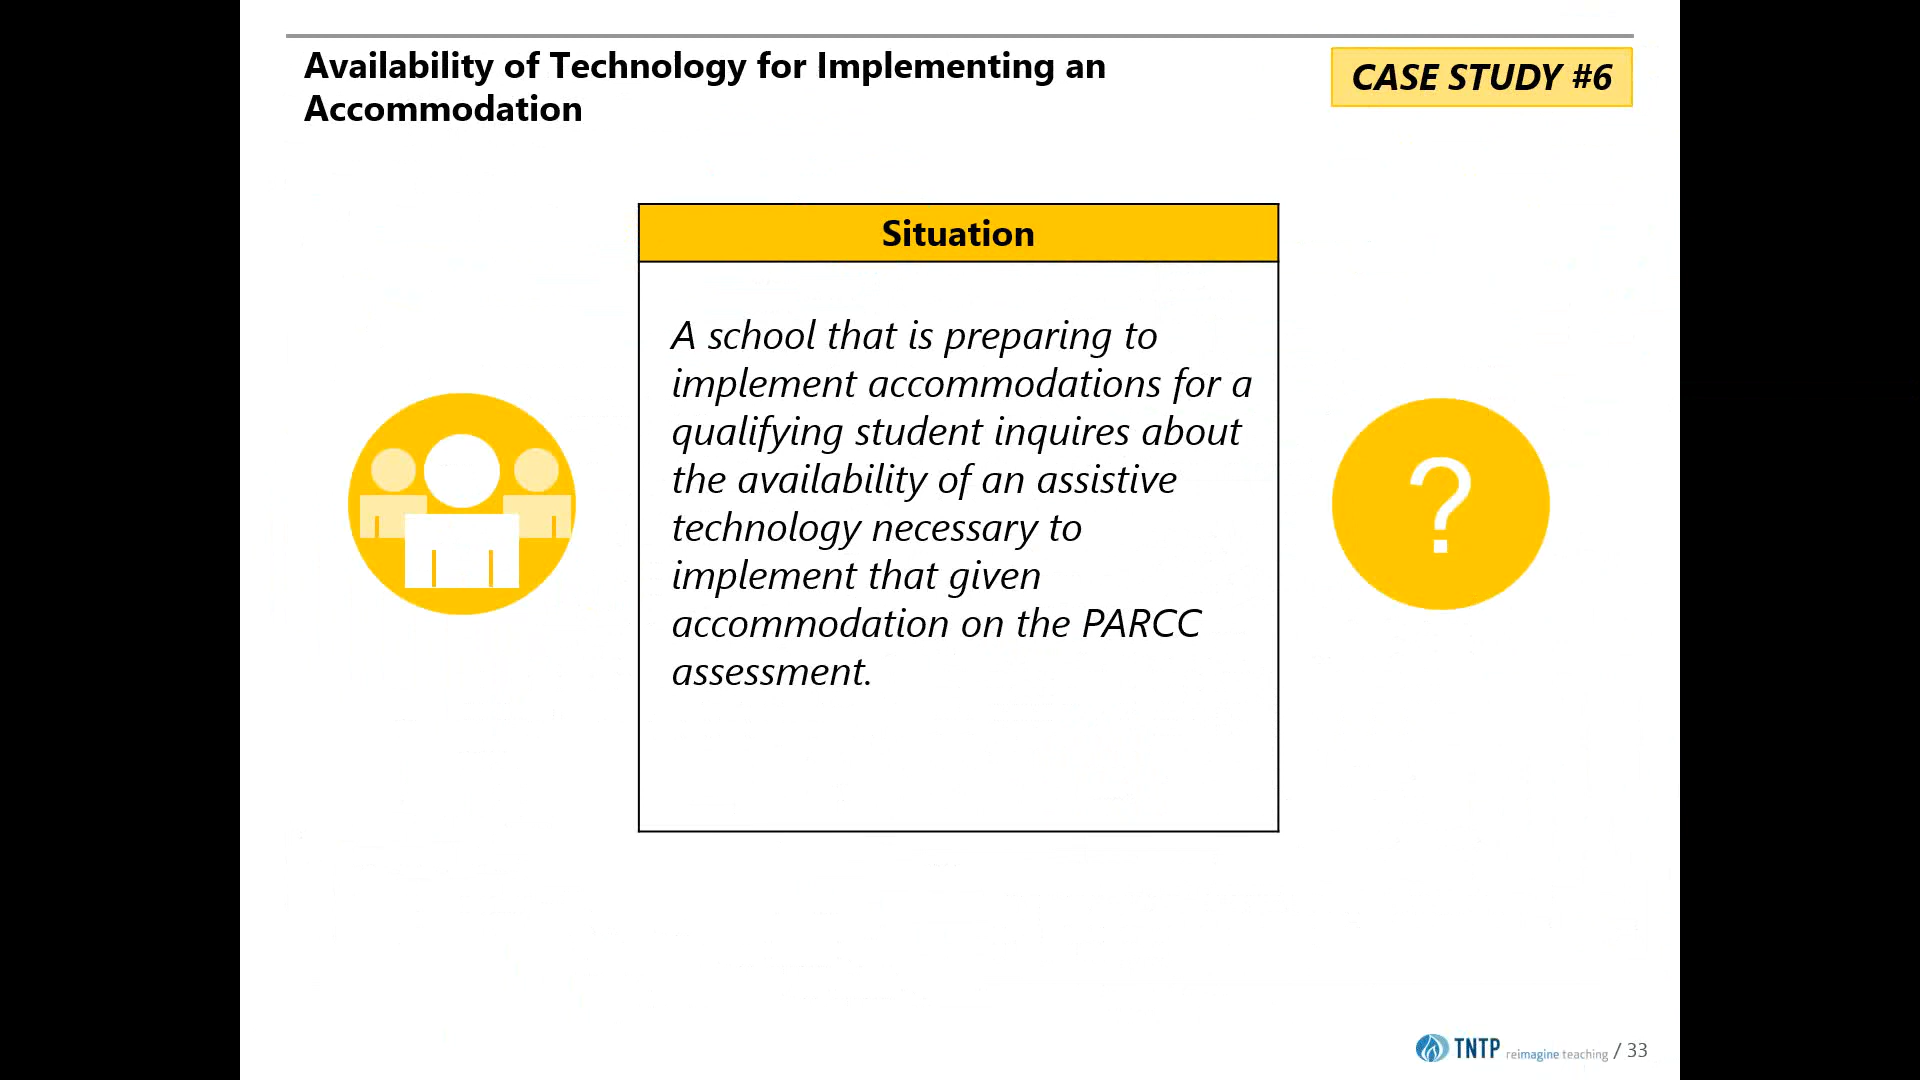 Availability of Technology for Implementing an
Accommodation
CASE STUDY #6
Situation
A school that is preparing to
implement accommodations for a
qualifying student inquires about
the availability of an assistive
technology necessary to
implement that given
accommodation on the PARCC
assessment.
?
TNTP reimagine teaching / 33